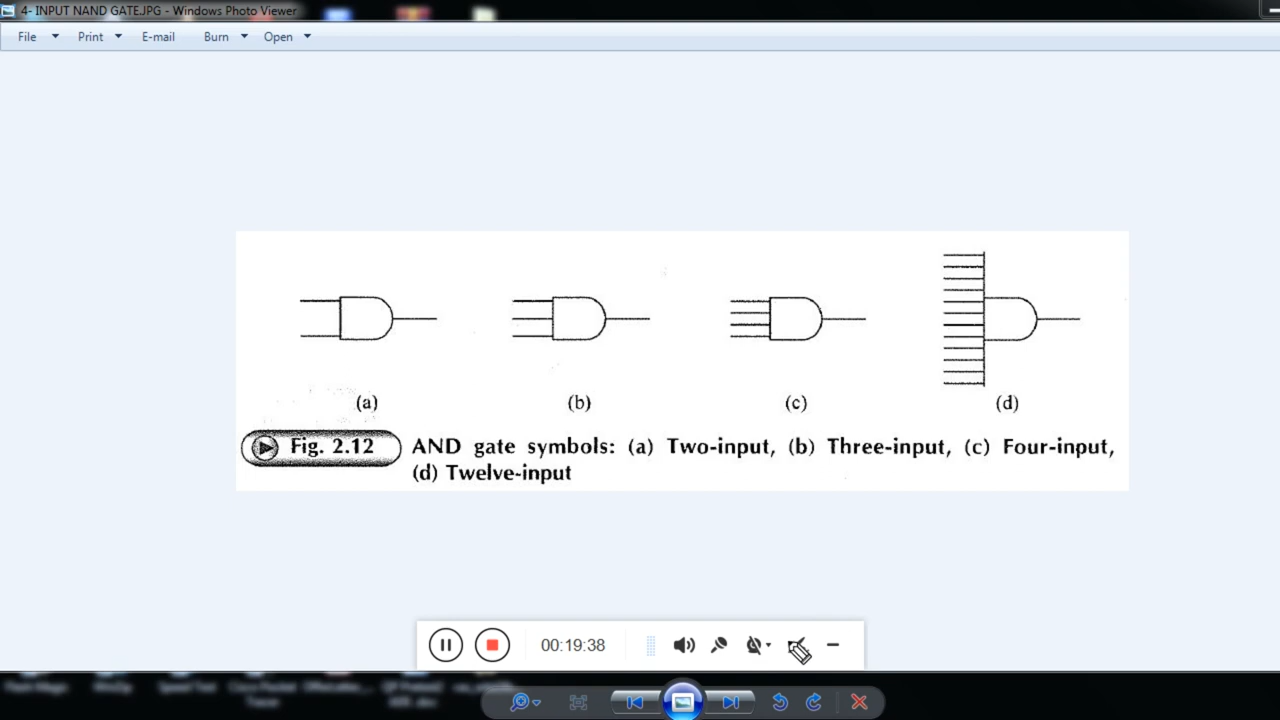 4- INPUT NAND GATE.JPG - Windows Photo Viewer
File Print E-mail Burn Open
(a) (b) (c) (d)
Fig. 2.12 AND gate symbols: (a) Two-input, (b) Three-input, (c) Four-input,
(d) Twelve-input
00:19:38